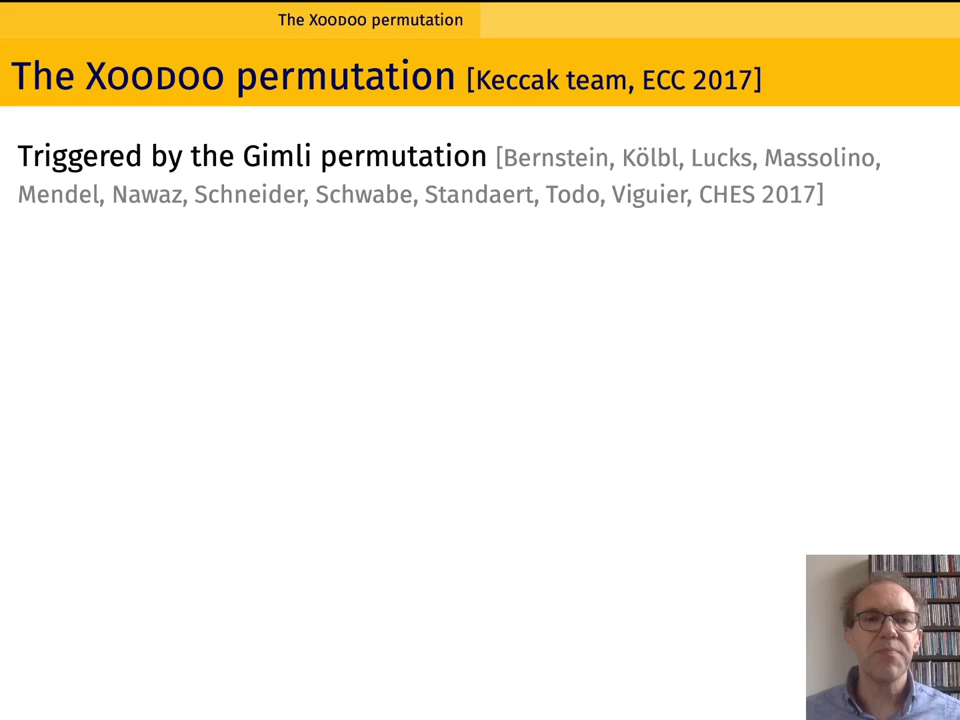 The Xoodoo permutation
The Xoodoo permutation [Keccak team, ECC 2017]
Triggered by the Gimli permutation [Bernstein, Kölbl, Lucks, Massolino,
Mendel, Nawaz, Schneider, Schwabe, Standaert, Todo, Viguier, CHES 2017]